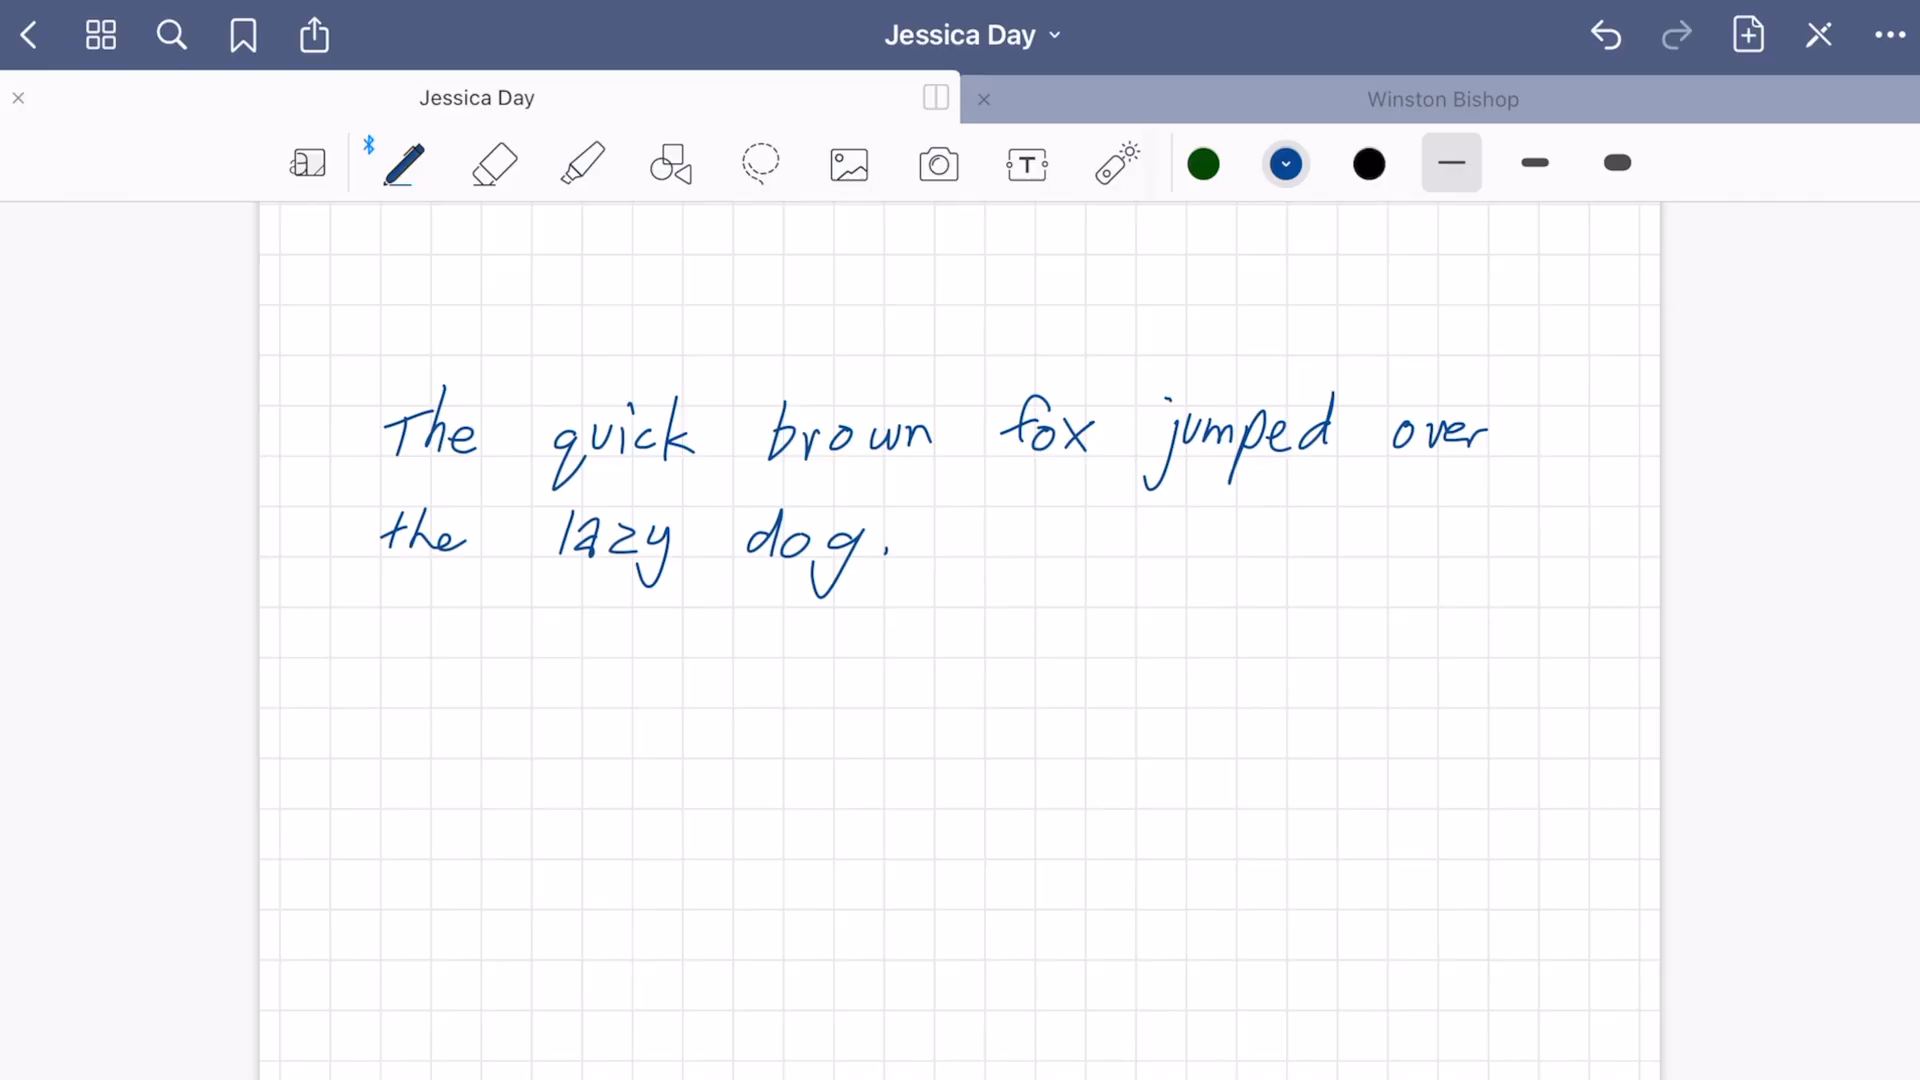 Jessica Day
Jessica Day
Winston Bishop
a
T
The quick brown fox jumped over
the lazy dog.